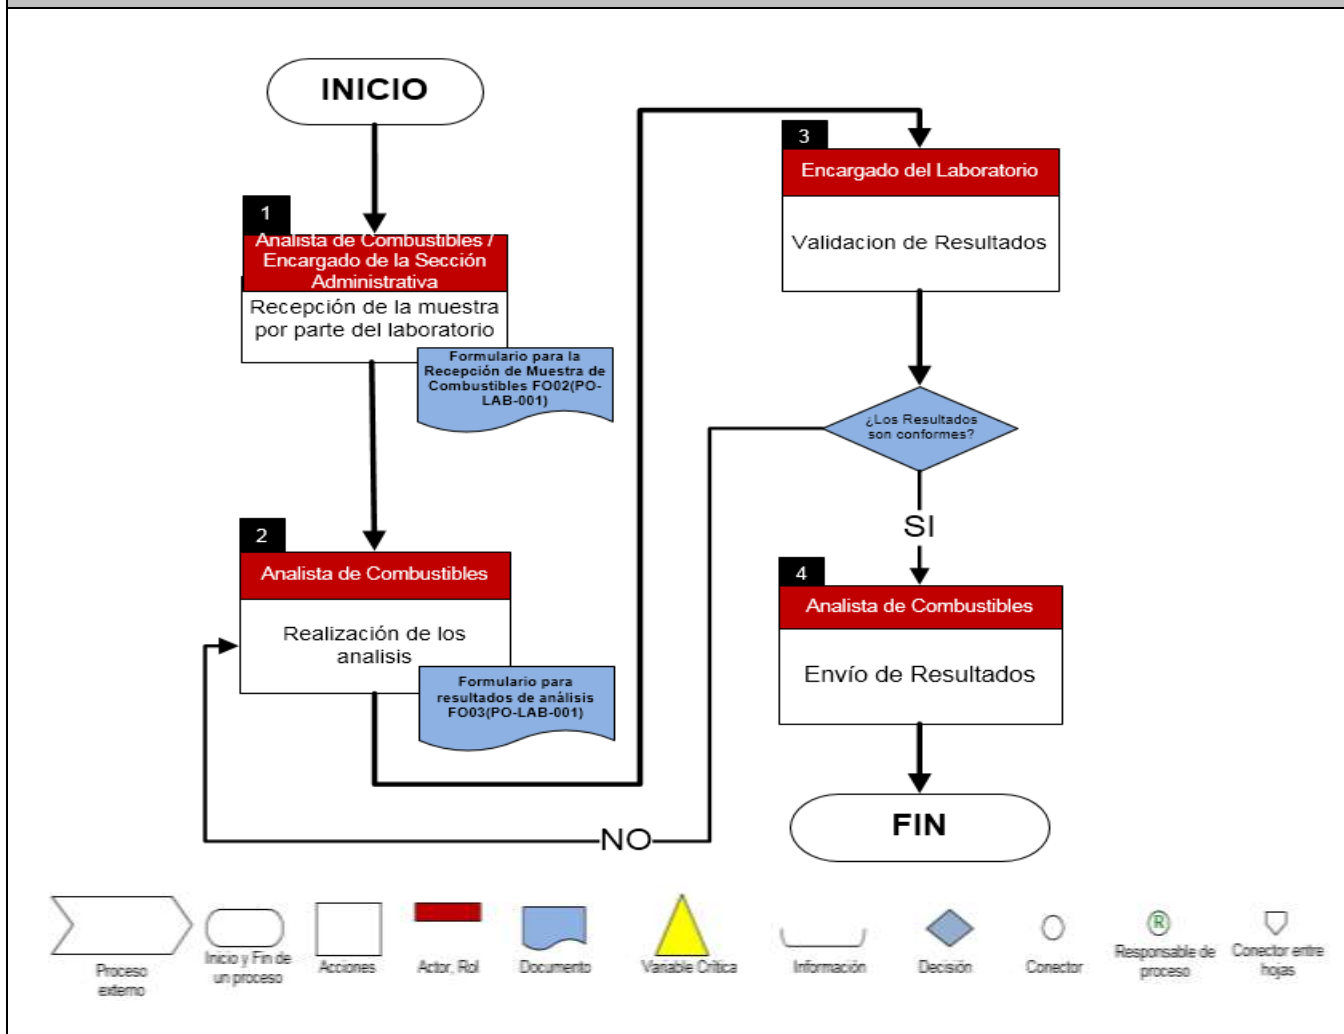 INICIO
1
Analista de Combustibles /
Encargado de la Sección
Administrativa
Recepción de la muestra
por parte del laboratorio
Formulario para la
Recepción de Muestra de
Combustibles FO02(PO-
LAB-001)
2
Analista de Combustibles
Realización de los
analisis
Formulario para
resultados de análisis
FO03(PO-LAB-001)
3
Encargado del Laboratorio
Validacion de Resultados
¿Los Resultados
son conformes?
SI
NO
4
Analista de Combustibles
Envío de Resultados
FIN
Proceso
externo
Inicio y Fin de
un proceso
Acciones
Actor, Rol
Documento
Variable Crítica
Información
Decisión
Conector
R
Responsable de
proceso
Conector entre
hojas